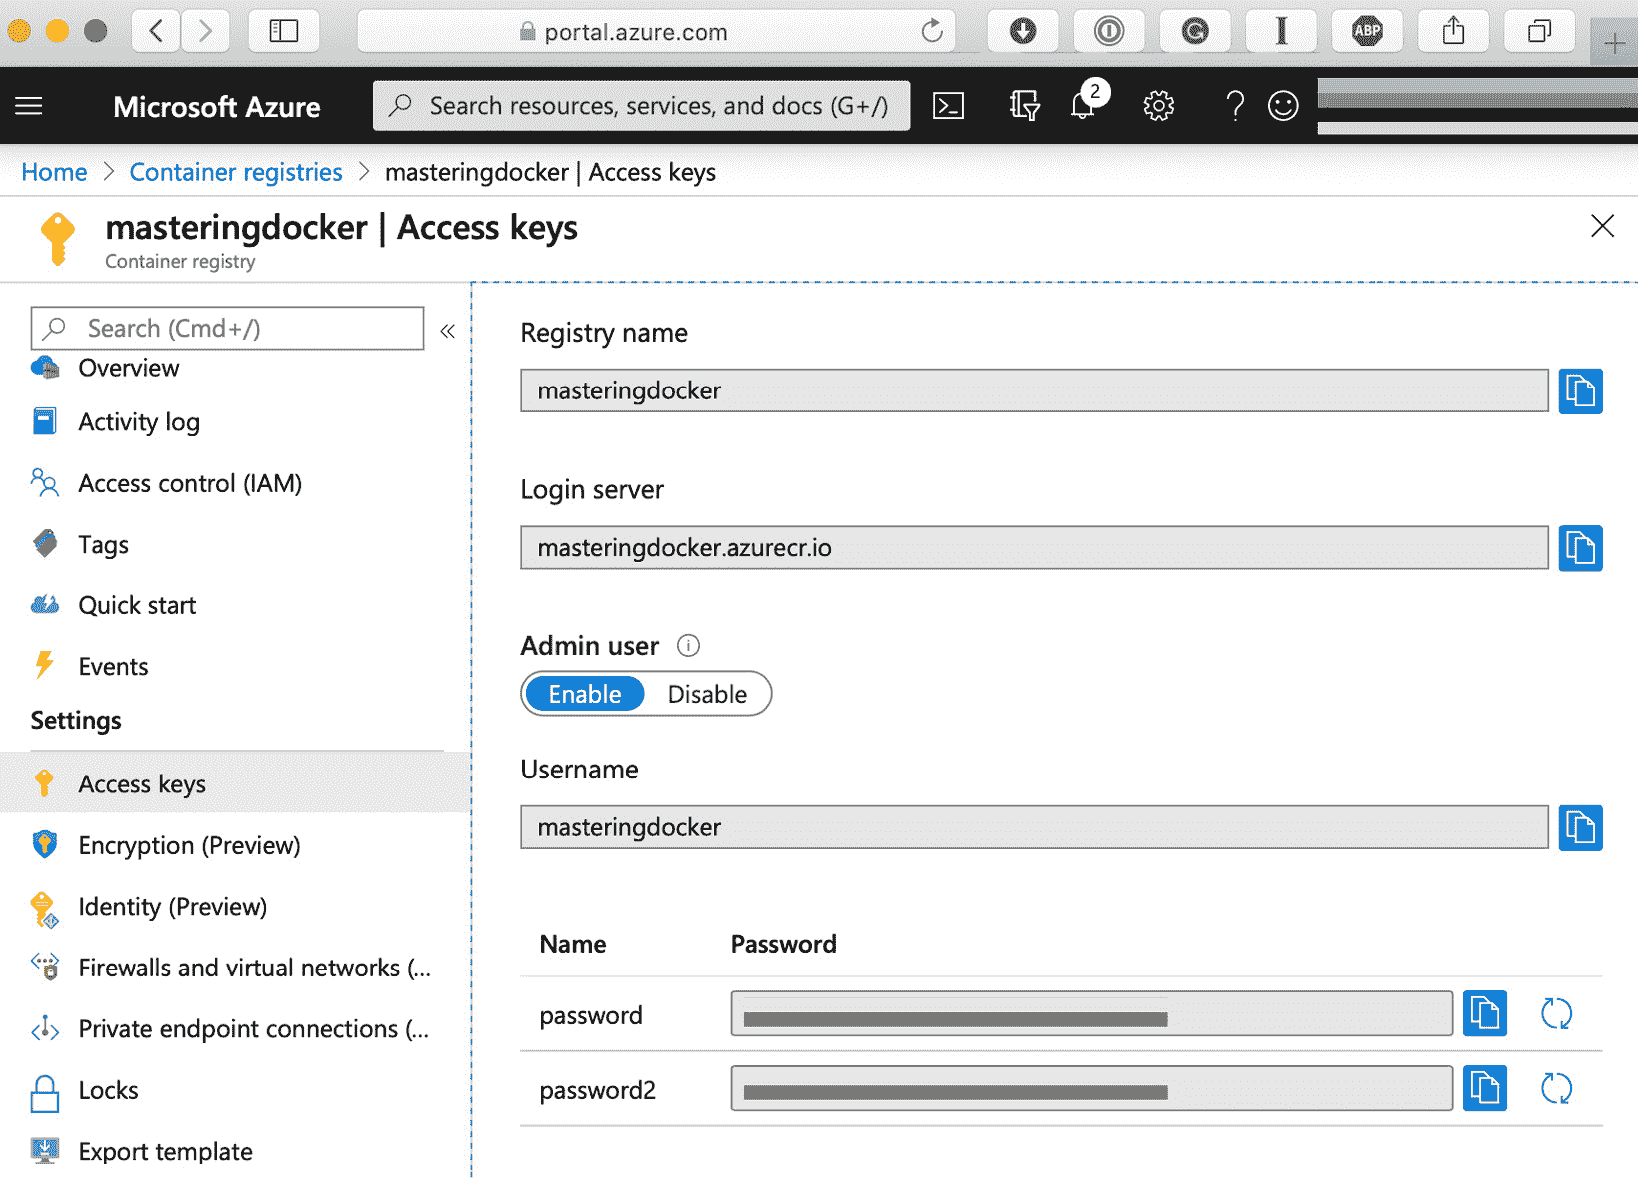 portal.azure.com
ABP
Microsoft Azure
Search resources, services, and docs (G+/)
2
Home > Container registries > masteringdocker | Access keys
masteringdocker | Access keys
Container registry
Search (Cmd+/)
«
Overview
Activity log
Access control (IAM)
Tags
Quick start
Events
Settings
Access keys
Encryption (Preview)
Identity (Preview)
Firewalls and virtual networks (...
Private endpoint connections (...
Locks
Export template
Registry name
masteringdocker
Login server
masteringdocker.azurecr.io
Admin user
Enable Disable
Username
masteringdocker
Name Password
password
password2